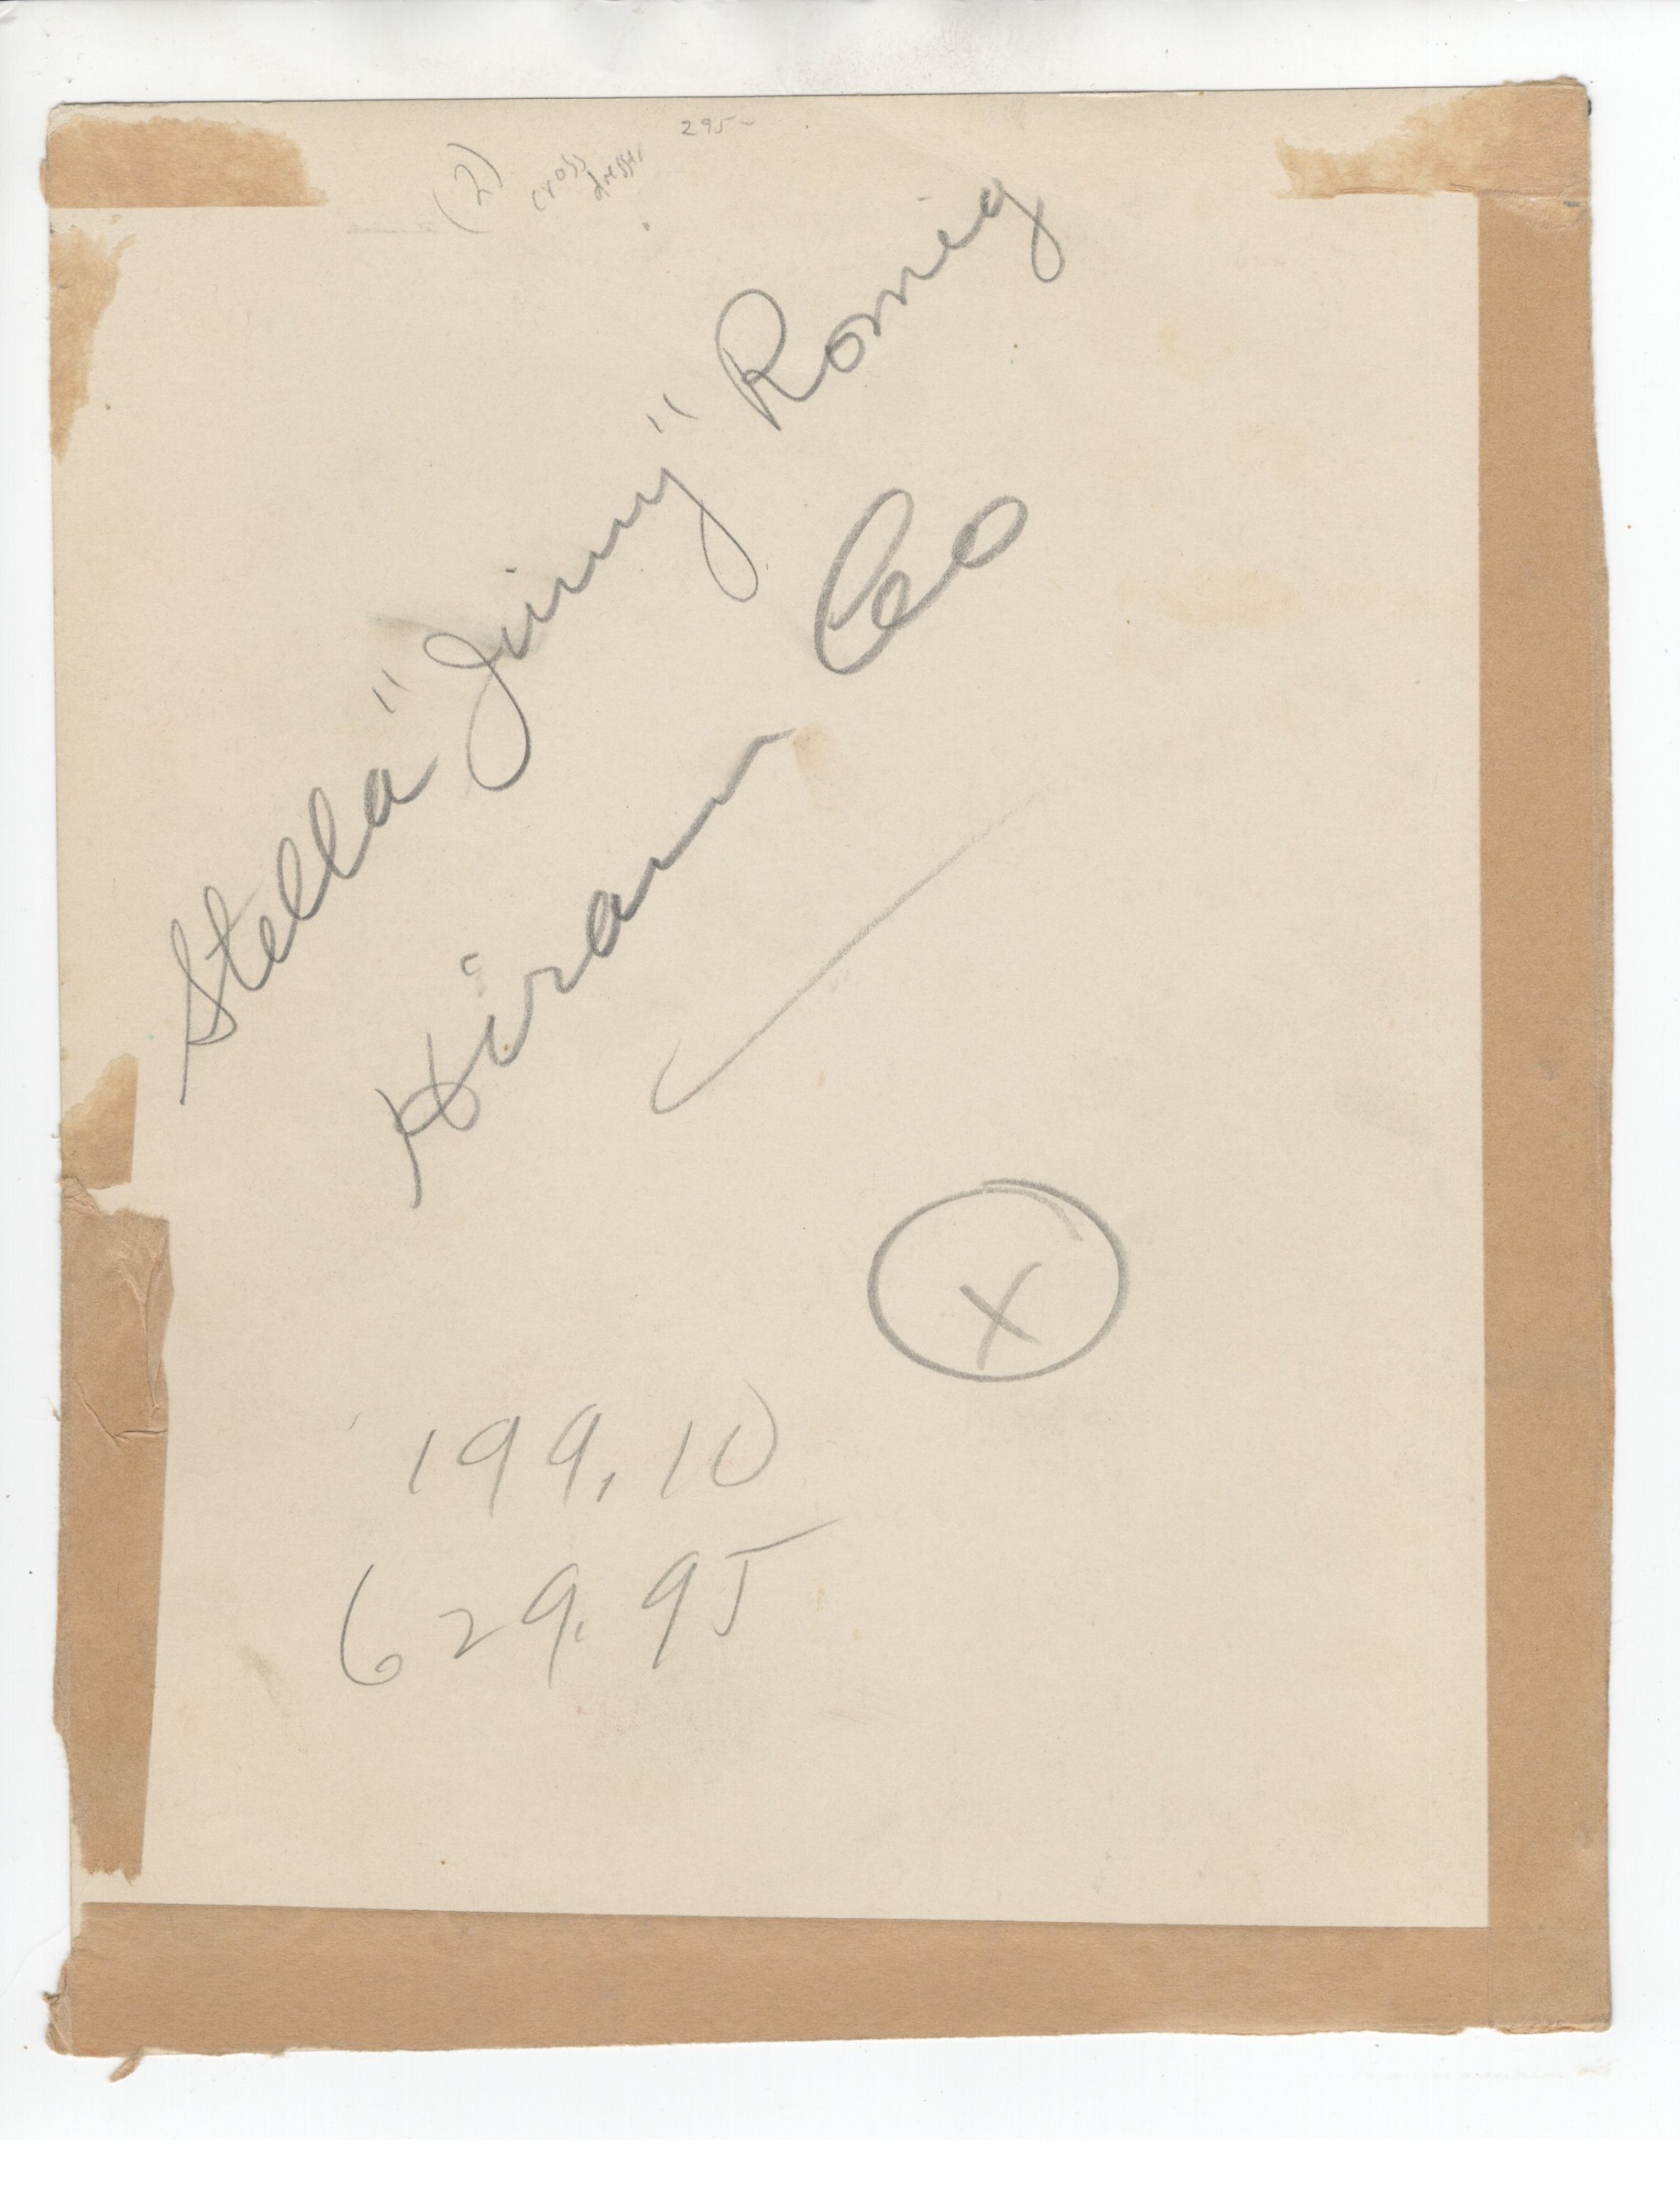 295-
(2) cross dresser
Stella "Jimmy" Romig
Hiram Co
X
199.10
629.95